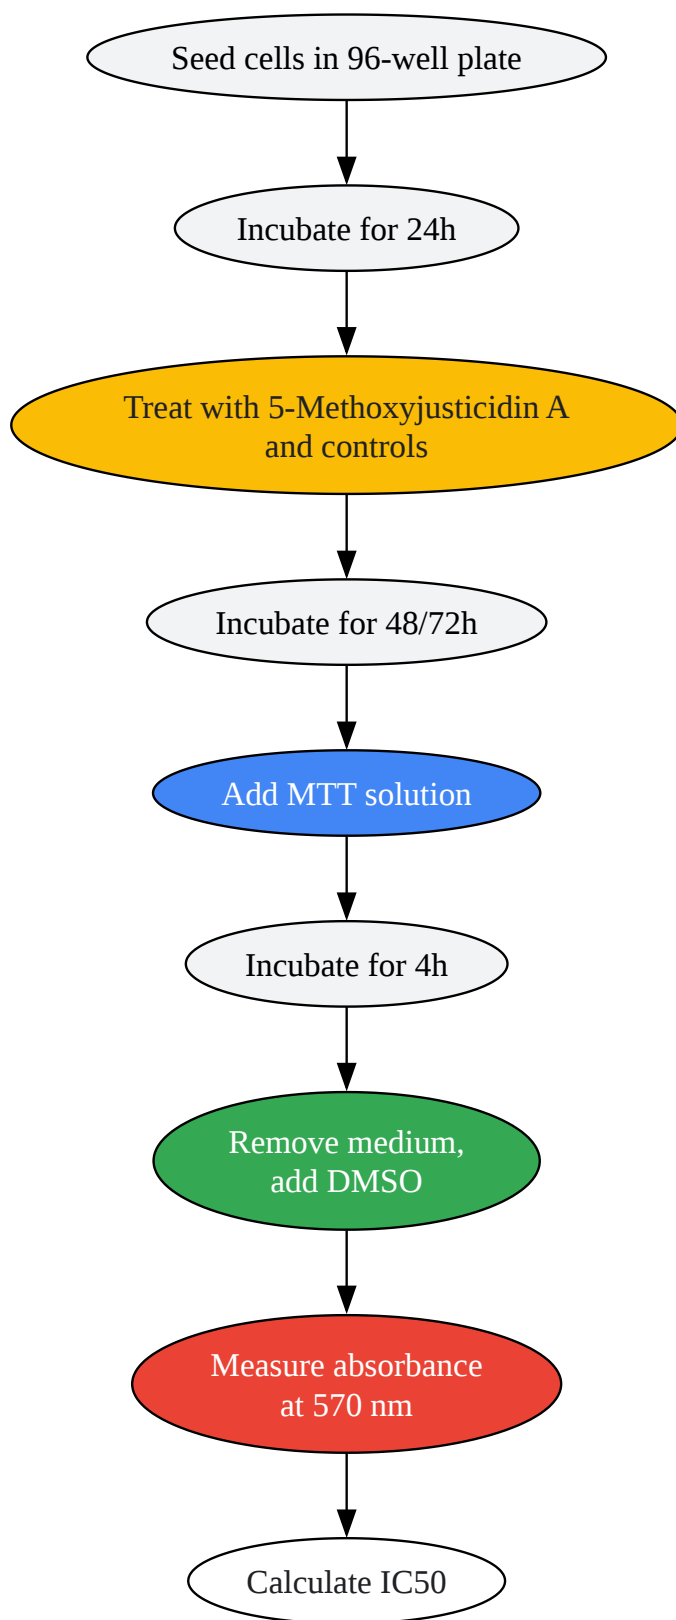 Seed cells in 96-well plate
Incubate for 24h
Treat with 5-Methoxyjusticidin A
and controls
Incubate for 48/72h
Add MTT solution
Incubate for 4h
Remove medium,
add DMSO
Measure absorbance
at 570 nm
Calculate IC50